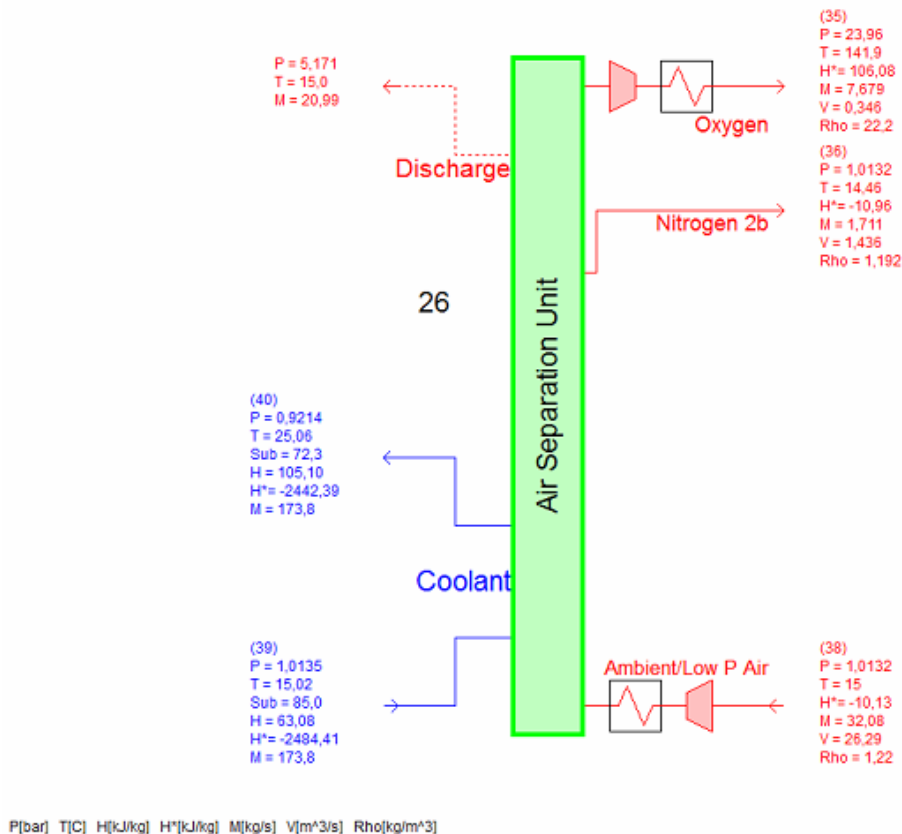 P = 5,171
T = 15,0
M = 20,99
Discharge
(35)
P = 23,96
T = 141,9
H*= 106,08
M = 7,679
V = 0,346
Rho = 22,2
Oxygen
(36)
P = 1,0132
T = 14,46
H*= -10,96
M = 1,711
V = 1,436
Rho = 1,192
Nitrogen 2b
26
Air Separation Unit
(40)
P = 0,9214
T = 25,06
Sub = 72,3
H = 105,10
H*= -2442,39
M = 173,8
Coolant
(39)
P = 1,0135
T = 15,02
Sub = 85,0
H = 63,08
H*= -2484,41
M = 173,8
Ambient/Low P Air
(38)
P = 1,0132
T = 15
H*= -10,13
M = 32,08
V = 26,29
Rho = 1,22
P[bar] T[C] H[kJ/kg] H*[kJ/kg] M[kg/s] V[m^3/s] Rho[kg/m^3]